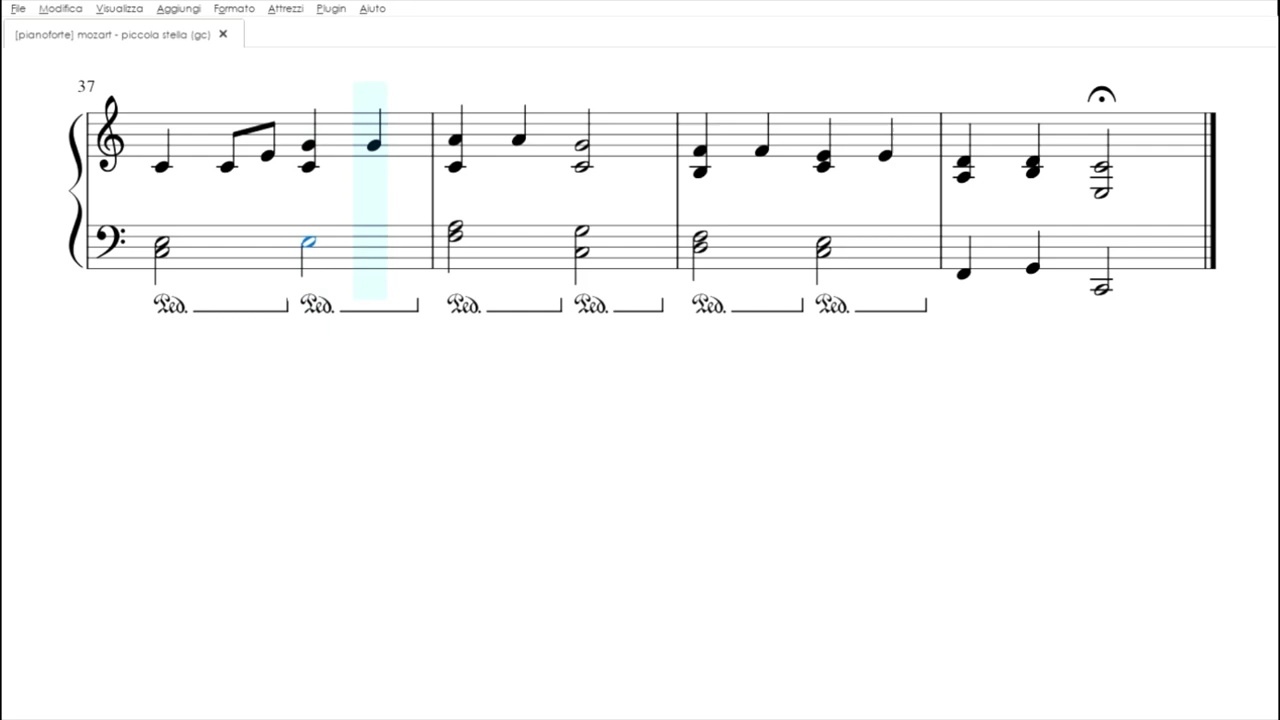 File Modifica Visualizza Aggiungi Formato Attrezzi Plugin Aiuto
[pianoforte] mozart - piccola stella (gc) ✕
37
Ped. Ped. Ped. Ped. Ped. Ped.